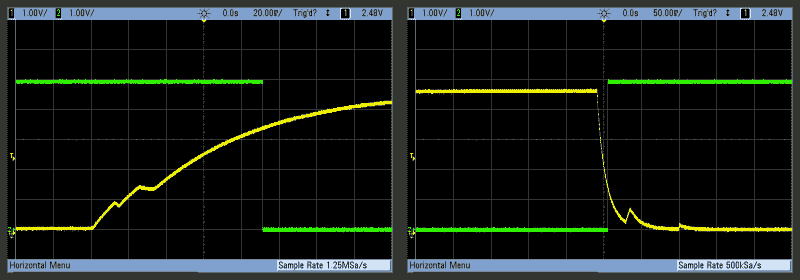 1 1.00V/ 2 1.00V/ 0.0s 20.00m/ Trig'd? 1 2.48V
T
Horizontal Menu
Sample Rate 1.25MSa/s
1 1.00V/ 2 1.00V/ 0.0s 50.00m/ Trig'd? 1 2.48V
T
Horizontal Menu
Sample Rate 500kSa/s